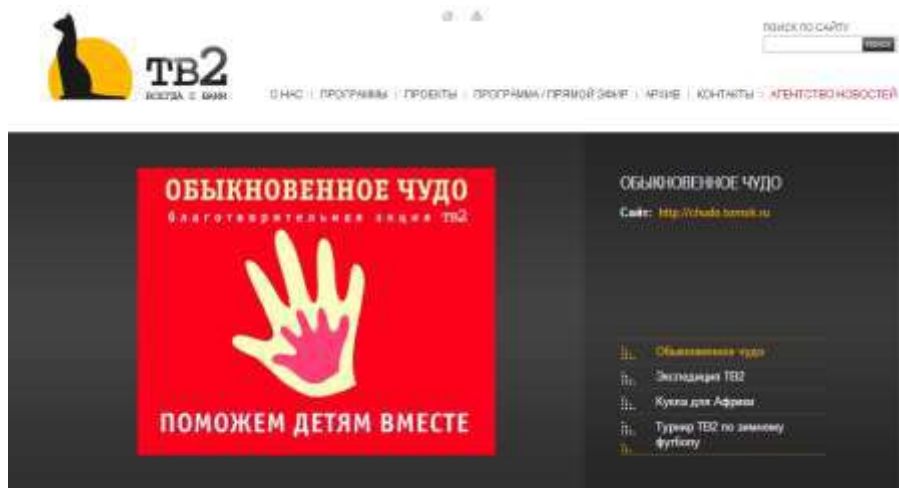 ПОИСК ПО САЙТУ
ПОИСК
ТВ2
ВСЕГДА С ВАМИ
О НАС | ПРОГРАММЫ | ПРОЕКТЫ | ПРОГРАММА / ПРЯМОЙ ЭФИР | АРХИВ | КОНТАКТЫ | АГЕНТСТВО НОВОСТЕЙ
ОБЫКНОВЕННОЕ ЧУДО
благотворительная акция ТВ2
ПОМОЖЕМ ДЕТЯМ ВМЕСТЕ
ОБЫКНОВЕННОЕ ЧУДО
Сайт: http://chudo.tomsk.ru
Обыкновенное чудо
Экспедиция ТВ2
Кукла для Африки
Турнир ТВ2 по зимнему
футболу